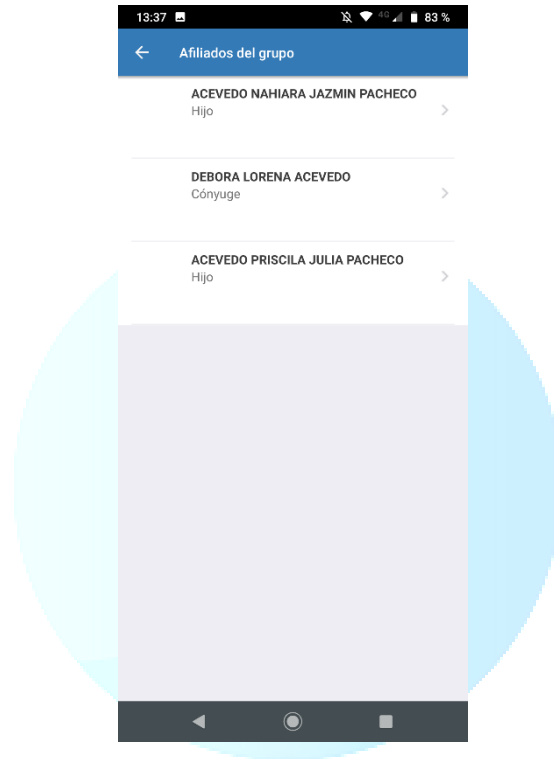 13:37 4G 83 %
Afiliados del grupo
ACEVEDO NAHIARA JAZMIN PACHECO
Hijo
DEBORA LORENA ACEVEDO
Cónyuge
ACEVEDO PRISCILA JULIA PACHECO
Hijo